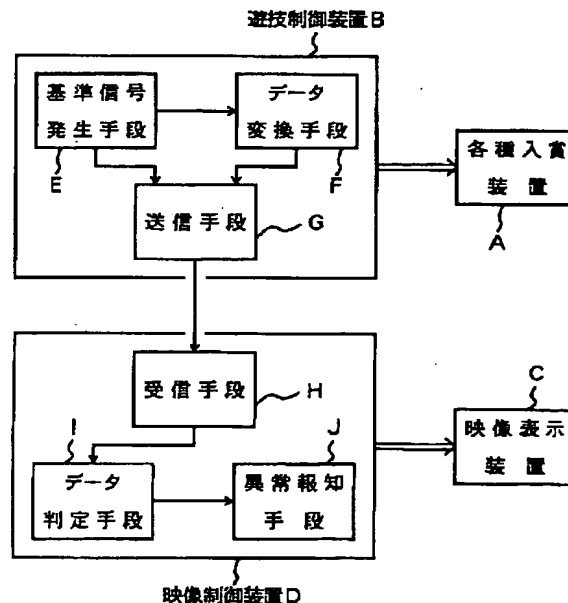 遊技制御装置B
基準信号
発生手段
E
データ
変換手段
F
各種入賞
装置
A
送信手段
G
受信手段
H
C
映像表示
装置
I
データ
判定手段
J
異常報知
手段
映像制御装置D